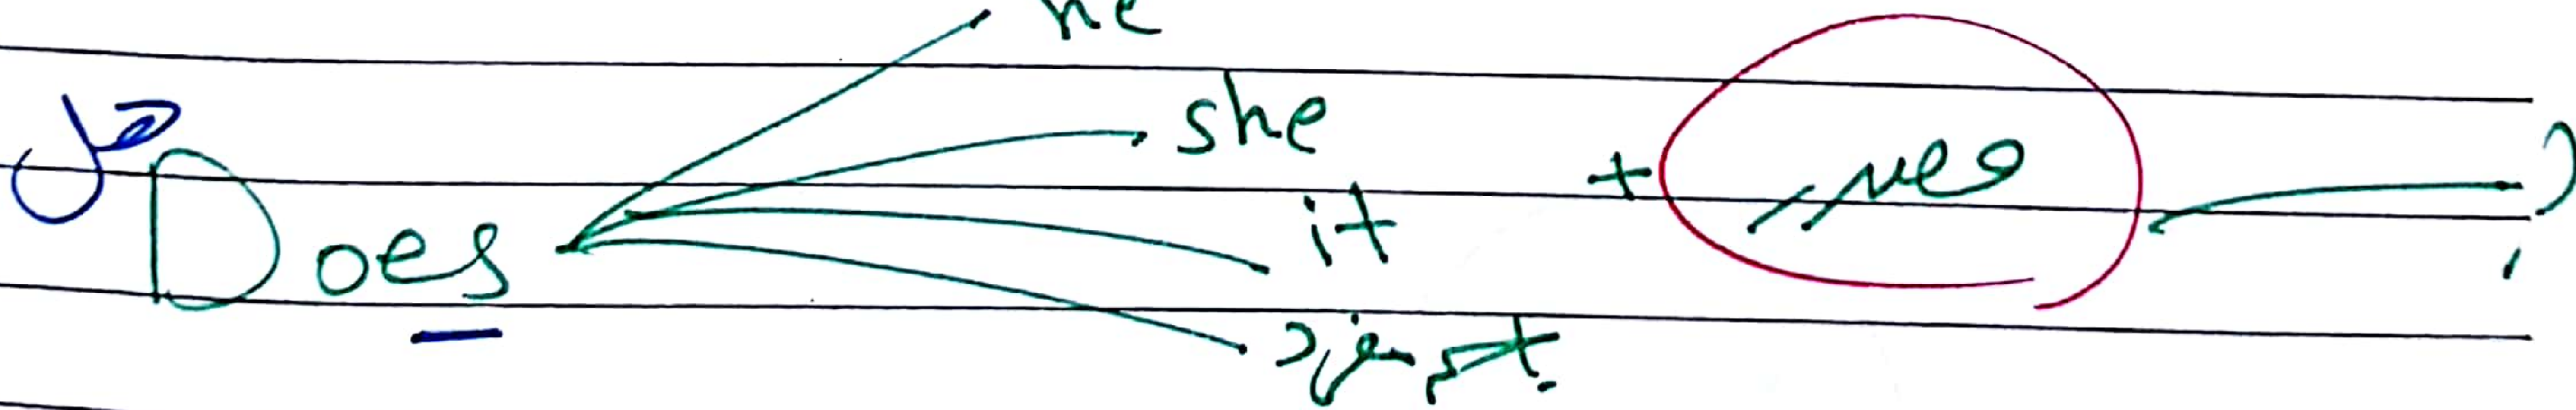 he
she
هل Does + مصدر ?
it
اسم مفرد